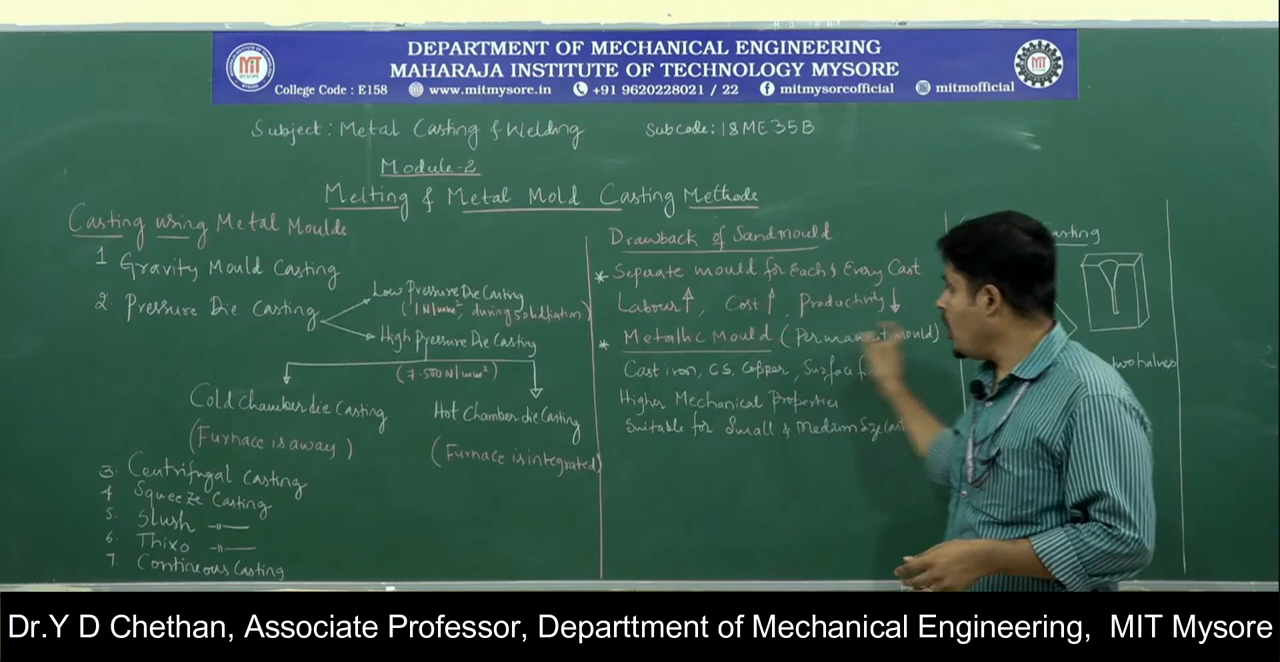 DEPARTMENT OF MECHANICAL ENGINEERING
MAHARAJA INSTITUTE OF TECHNOLOGY MYSORE
College Code : E158 www.mitmysore.in +91 9620228021 / 22 mitmysoreofficial mitmofficial
MIT
MYSORE
MIT
Subject: Metal Casting & Welding Subcode: 18ME35B
Module-2
Melting & Metal Mold Casting Methods
Casting using Metal Moulds
1 Gravity Mould Casting
2. Pressure Die Casting
Low Pressure Die Casting
(1N/mm², during solidification)
High Pressure Die Casting
(7-500 N/mm²)
Cold Chamber die Casting
(Furnace is away)
Hot Chamber die Casting
(Furnace is integrated)
3. Centrifugal Casting
4 Squeeze Casting
5. Slush -〃-
6. Thixo -〃-
7. Contineous Casting
Drawback of Sandmould
* Separate mould for Each & Every Cast
Labour↑, Cost↑, Productivity↓
* Metallic Mould (Permanent mould)
Cast iron, C.S. Copper,
Higher Mechanical Properties
Suitable for Small & Medium Size
two halves
Dr.Y D Chethan, Associate Professor, Departtment of Mechanical Engineering, MIT Mysore